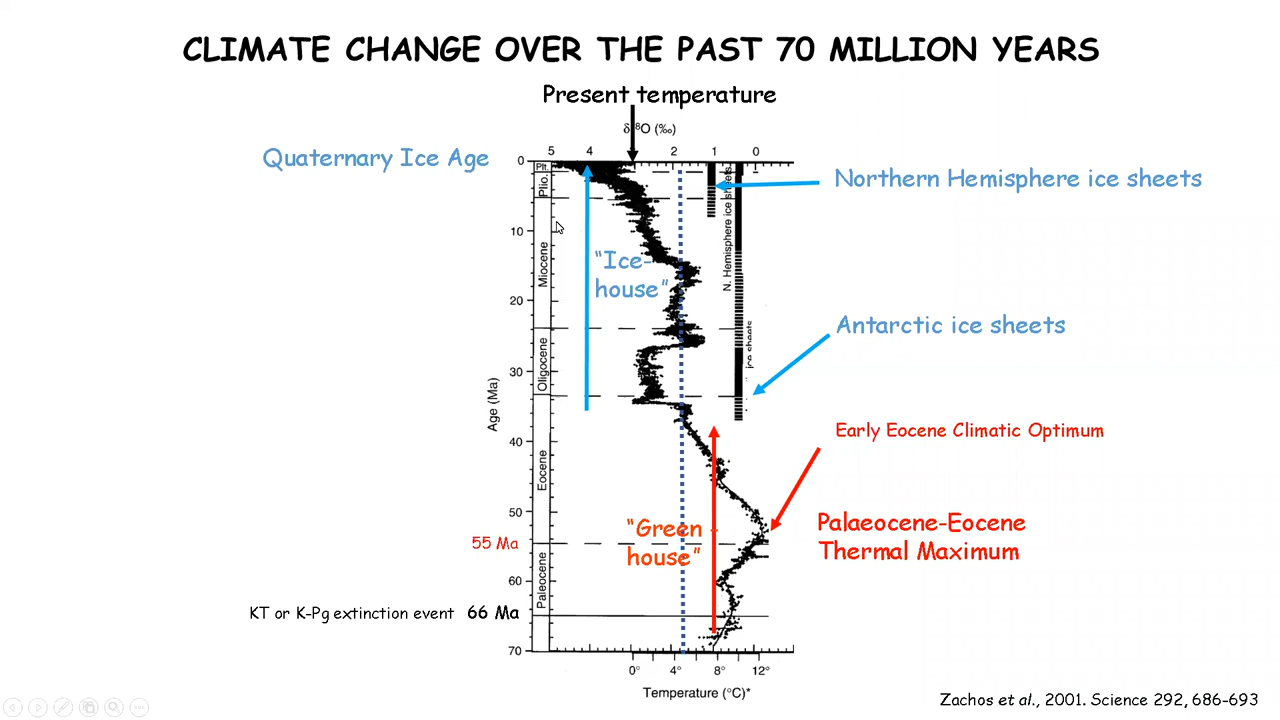 CLIMATE CHANGE OVER THE PAST 70 MILLION YEARS
Present temperature
δ18O (‰)
5 4 2 1 0
Quaternary Ice Age
Northern Hemisphere ice sheets
0
Plt.
Plio.
N. Hemisphere ice sheets
10
Miocene
"Ice-
house"
20
Antarctic ice sheets
Oligocene
30
Age (Ma)
Early Eocene Climatic Optimum
40
Eocene
50
"Green
house"
Palaeocene-Eocene
Thermal Maximum
55 Ma
Paleocene
60
KT or K-Pg extinction event 66 Ma
70
0° 4° 8° 12°
Temperature (°C)*
Zachos et al., 2001. Science 292, 686-693